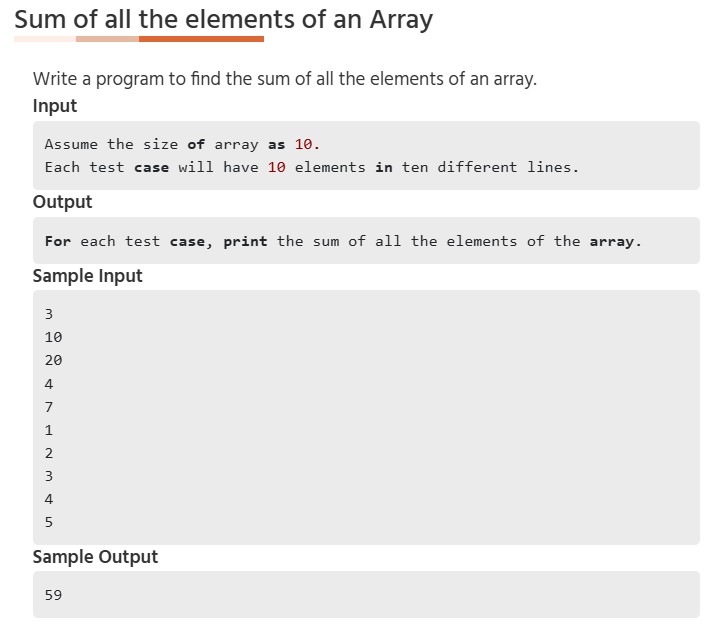 Sum of all the elements of an Array
Write a program to find the sum of all the elements of an array.
Input
Assume the size of array as 10.
Each test case will have 10 elements in ten different lines.
Output
For each test case, print the sum of all the elements of the array.
Sample Input
3
10
20
4
7
1
2
3
4
5
Sample Output
59